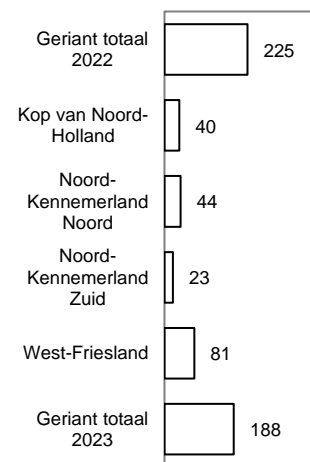 Geriant totaal
2022
225
Kop van Noord-
Holland
40
Noord-
Kennemerland
Noord
44
Noord-
Kennemerland
Zuid
23
West-Friesland
81
Geriant totaal
2023
188